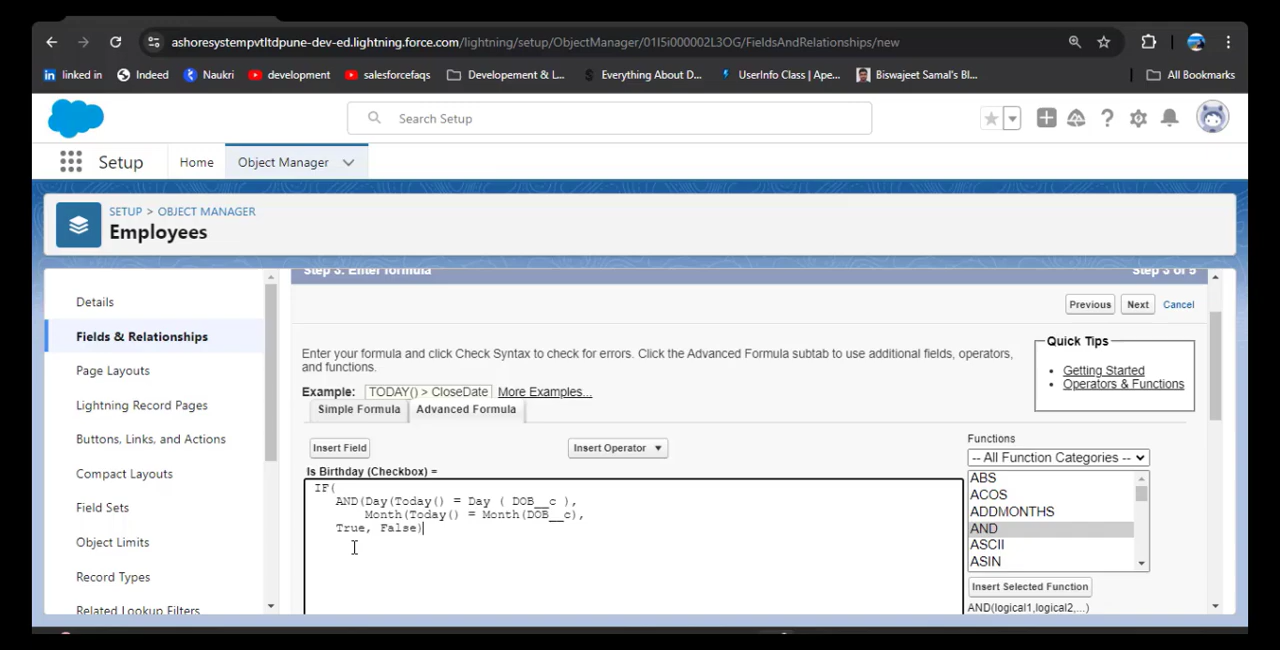 ashoresystempvtltdpune-dev-ed.lightning.force.com/lightning/setup/ObjectManager/01I5i000002L3OG/FieldsAndRelationships/new
linked in Indeed Naukri development salesforcefaqs Developement & L... Everything About D... UserInfo Class | Ape... Biswajeet Samal's Bl... All Bookmarks
Search Setup
Setup Home Object Manager
SETUP > OBJECT MANAGER
Employees
Details
Fields & Relationships
Page Layouts
Lightning Record Pages
Buttons, Links, and Actions
Compact Layouts
Field Sets
Object Limits
Record Types
Related Lookup Filters
Step 3. Enter formula Step 3 of 5
Previous Next Cancel
Enter your formula and click Check Syntax to check for errors. Click the Advanced Formula subtab to use additional fields, operators,
and functions.
Example: TODAY() > CloseDate More Examples...
Quick Tips
Getting Started
Operators & Functions
Simple Formula Advanced Formula
Insert Field Insert Operator
Is Birthday (Checkbox) =
IF(
AND(Day(Today() = Day ( DOB__c ),
Month(Today() = Month(DOB__c),
True, False)
Functions
-- All Function Categories --
ABS
ACOS
ADDMONTHS
AND
ASCII
ASIN
Insert Selected Function
AND(logical1,logical2,...)